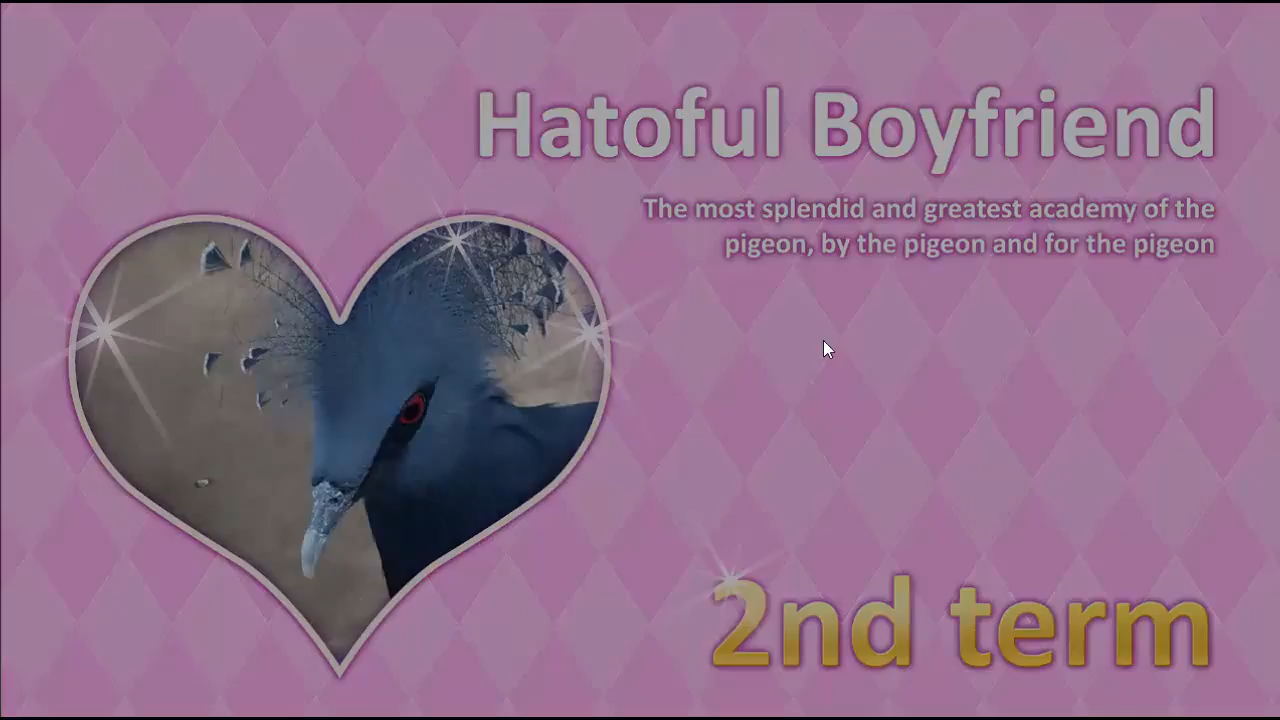 Hatoful Boyfriend
The most splendid and greatest academy of the
pigeon, by the pigeon and for the pigeon
2nd term